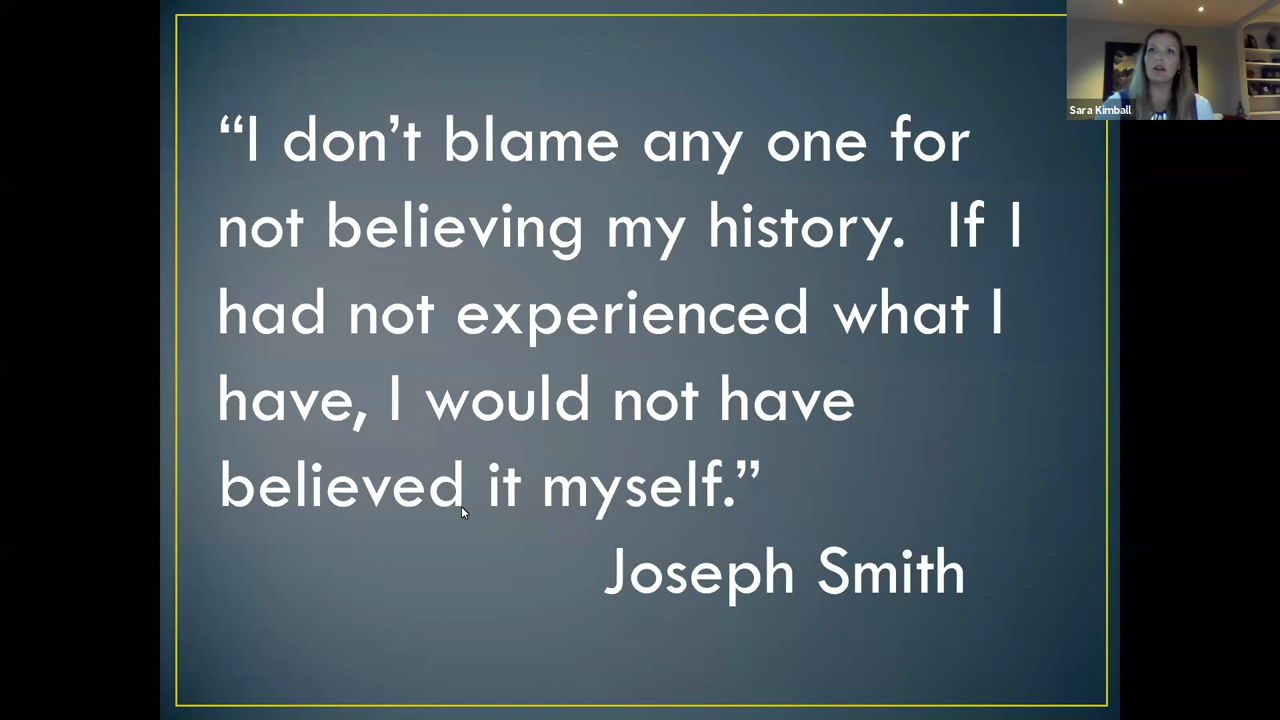 “I don’t blame any one for
not believing my history.  If I
had not experienced what I
have, I would not have
believed it myself.”
Joseph Smith
Sara Kimball